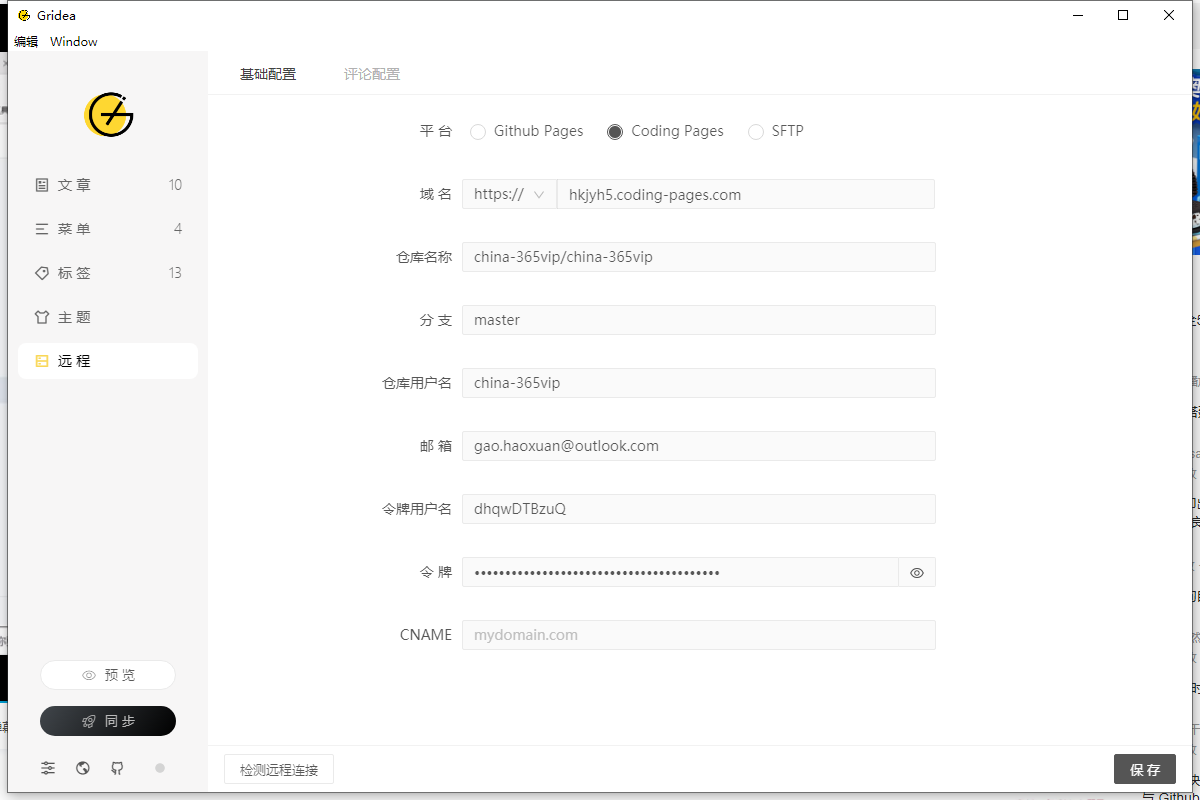 Gridea
编辑 Window
基础配置 评论配置
平台 Github Pages Coding Pages SFTP
文章 10
域名 https:// hkjyh5.coding-pages.com
菜单 4
仓库名称 china-365vip/china-365vip
标签 13
主题
分支 master
远程
仓库用户名 china-365vip
邮箱 gao.haoxuan@outlook.com
令牌用户名 dhqwDTBzuQ
令牌 ••••••••••••••••••••••••••••••••••••••••
CNAME mydomain.com
预览
同步
检测远程连接 保存
与 Github